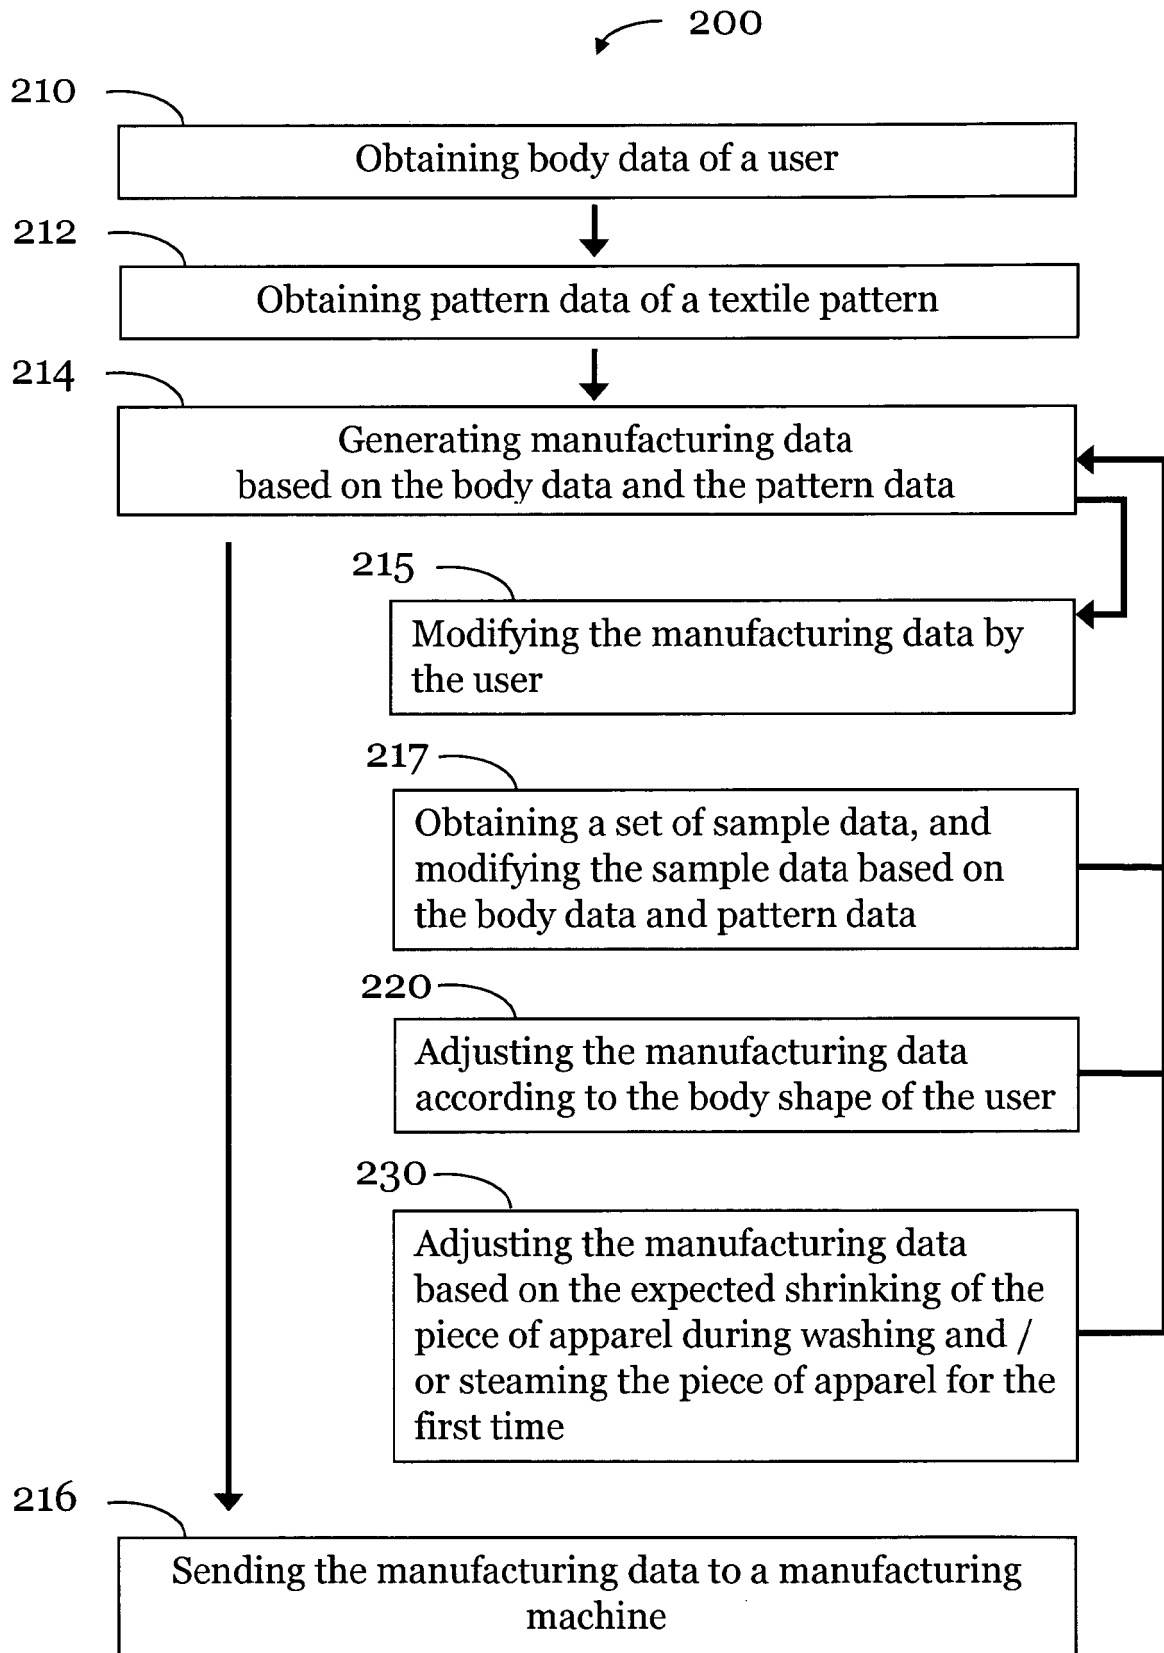 200
210
Obtaining body data of a user
212
Obtaining pattern data of a textile pattern
214
Generating manufacturing data
based on the body data and the pattern data
215
Modifying the manufacturing data by
the user
217
Obtaining a set of sample data, and
modifying the sample data based on
the body data and pattern data
220
Adjusting the manufacturing data
according to the body shape of the user
230
Adjusting the manufacturing data
based on the expected shrinking of the
piece of apparel during washing and /
or steaming the piece of apparel for the
first time
216
Sending the manufacturing data to a manufacturing
machine